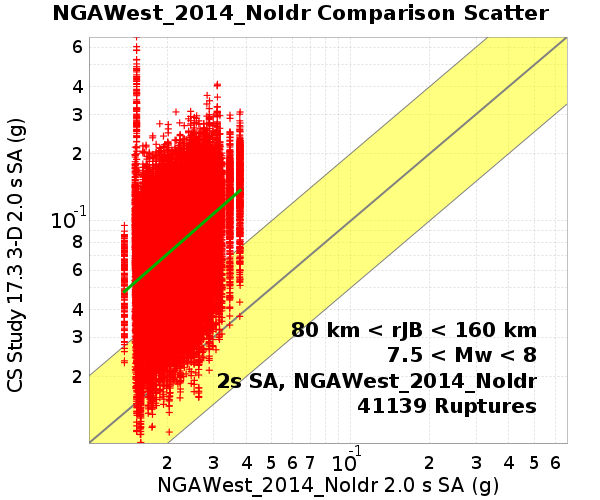 NGAWest_2014_NoIdr Comparison Scatter
CS Study 17.3 3-D 2.0 s SA (g)
6
4
3
2
10-1
8
6
4
3
2
80 km < rJB < 160 km
7.5 < Mw < 8
2s SA, NGAWest_2014_NoIdr
41139 Ruptures
2 3 4 5 6 7 10-1 2 3 4 5 6
NGAWest_2014_NoIdr 2.0 s SA (g)